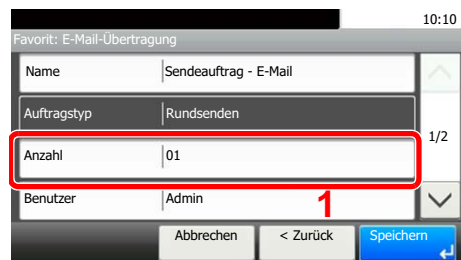 10:10
Favorit: E-Mail-Übertragung
Name Sendeauftrag - E-Mail
Auftragstyp Rundsenden
1/2
Anzahl 01
Benutzer Admin
1
Abbrechen < Zurück Speichern